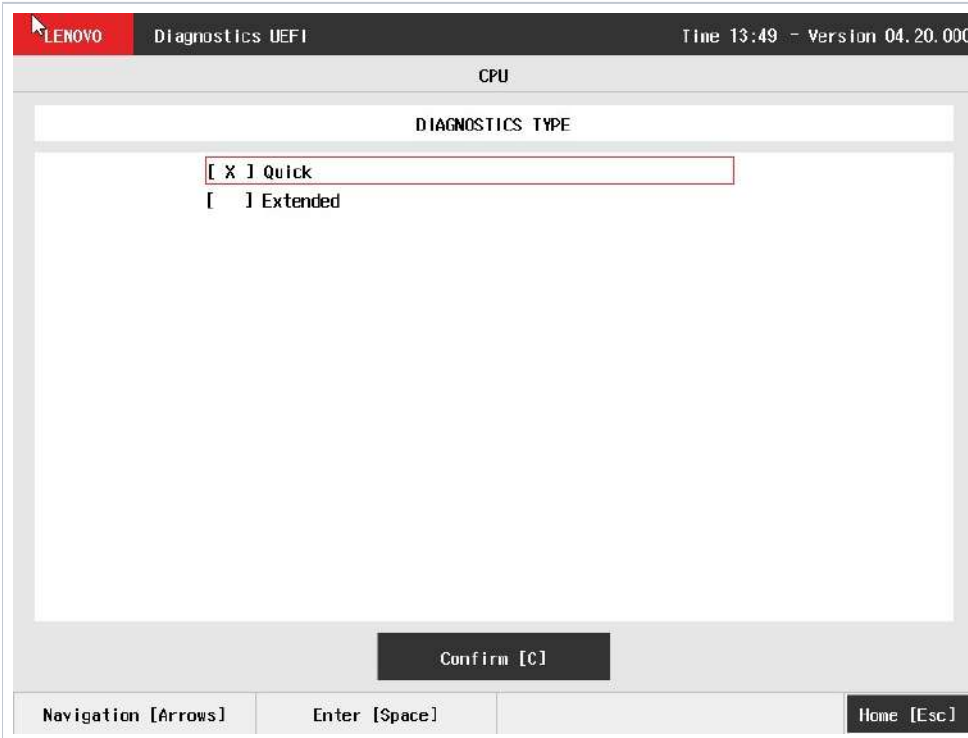 LENOVO Diagnostics UEFI Time 13:49 - Version 04.20.000
CPU
DIAGNOSTICS TYPE
[ X ] Quick
[   ] Extended
Confirm [C]
Navigation [Arrows] Enter [Space] Home [Esc]